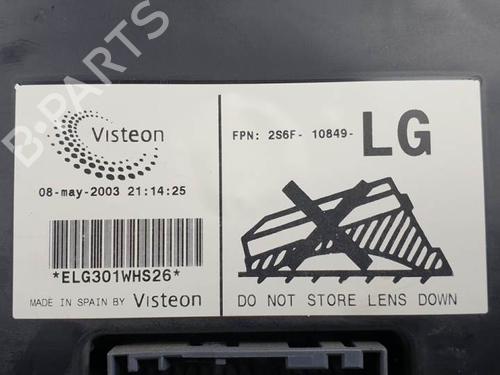 Visteon
08-may-2003 21:14:25
*ELG301WHS26*
MADE IN SPAIN BY Visteon
FPN: 2S6F- 10849- LG
DO NOT STORE LENS DOWN
B-PARTS